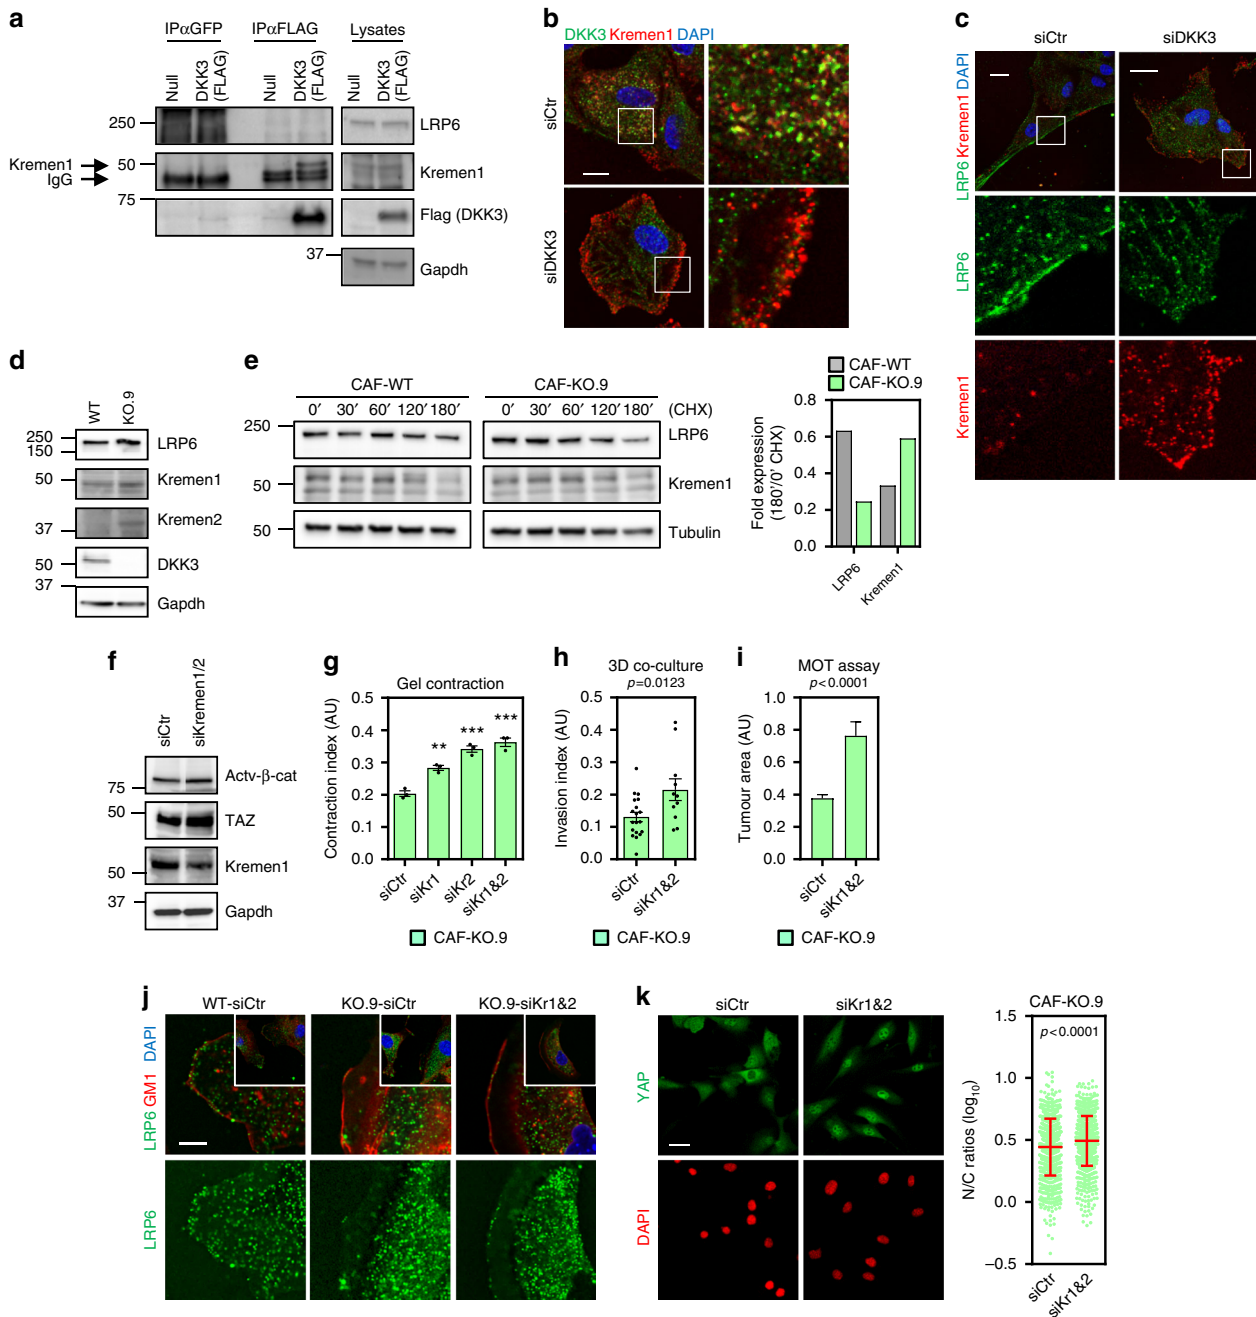 a
IPαGFP IPαFLAG Lysates
Null
DKK3 (FLAG)
Null
DKK3 (FLAG)
Null
DKK3 (FLAG)
250
LRP6
Kremen1
IgG
50
Kremen1
75
Flag (DKK3)
37
Gapdh
b
DKK3 Kremen1 DAPI
siCtr
siDKK3
c
siCtr siDKK3
LRP6 Kremen1 DAPI
LRP6
Kremen1
d
WT KO.9
250
150
LRP6
50
Kremen1
37
Kremen2
50
DKK3
37
Gapdh
e
CAF-WT CAF-KO.9
0′ 30′ 60′ 120′ 180′ 0′ 30′ 60′ 120′ 180′ (CHX)
250
LRP6
50
Kremen1
50
Tubulin
CAF-WT
CAF-KO.9
Fold expression
(180′/0′ CHX)
0.8
0.6
0.4
0.2
0.0
LRP6 Kremen1
f
siCtr siKremen1/2
75
Actv-β-cat
50
TAZ
50
Kremen1
37
Gapdh
g
Gel contraction
Contraction index (AU)
0.5
0.4
0.3
0.2
0.1
0.0
** *** ***
siCtr siKr1 siKr2 siKr1&2
CAF-KO.9
h
3D co-culture
p=0.0123
Invasion index (AU)
0.5
0.4
0.3
0.2
0.1
0.0
siCtr siKr1&2
CAF-KO.9
i
MOT assay
p<0.0001
Tumour area (AU)
1.0
0.8
0.6
0.4
0.2
0.0
siCtr siKr1&2
CAF-KO.9
j
WT-siCtr KO.9-siCtr KO.9-siKr1&2
LRP6 GM1 DAPI
LRP6
k
siCtr siKr1&2
YAP
DAPI
CAF-KO.9
p<0.0001
N/C ratios (log10)
1.5
1.0
0.5
0.0
−0.5
siCtr siKr1&2